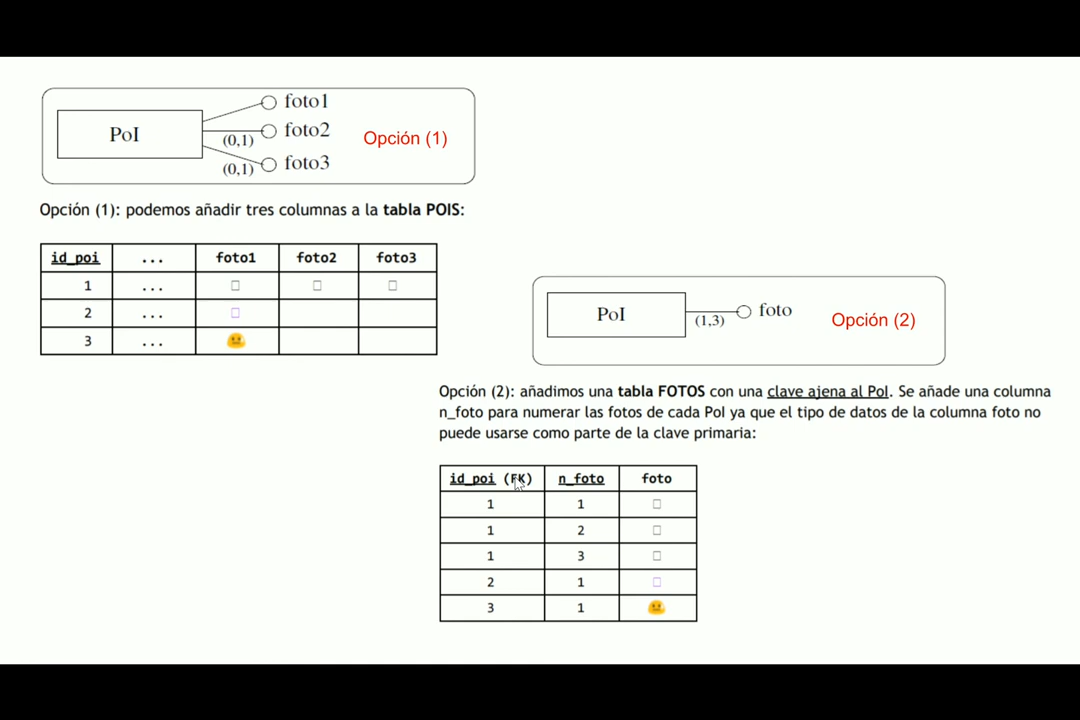 PoI
foto1
foto2
foto3
(0,1)
(0,1)
Opción (1)
Opción (1): podemos añadir tres columnas a la tabla POIS:
id_poi ... foto1 foto2 foto3
1 ...
2 ...
3 ...
PoI
(1,3)
foto
Opción (2)
Opción (2): añadimos una tabla FOTOS con una clave ajena al PoI. Se añade una columna
n_foto para numerar las fotos de cada PoI ya que el tipo de datos de la columna foto no
puede usarse como parte de la clave primaria:
id_poi (FK) n_foto foto
1 1
1 2
1 3
2 1
3 1